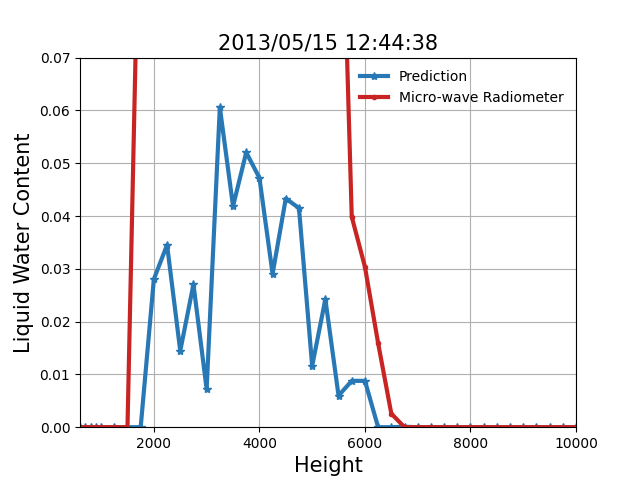 2013/05/15 12:44:38
0.07
0.06
0.05
0.04
0.03
0.02
0.01
0.00
Liquid Water Content
Prediction
Micro-wave Radiometer
2000 4000 6000 8000 10000
Height